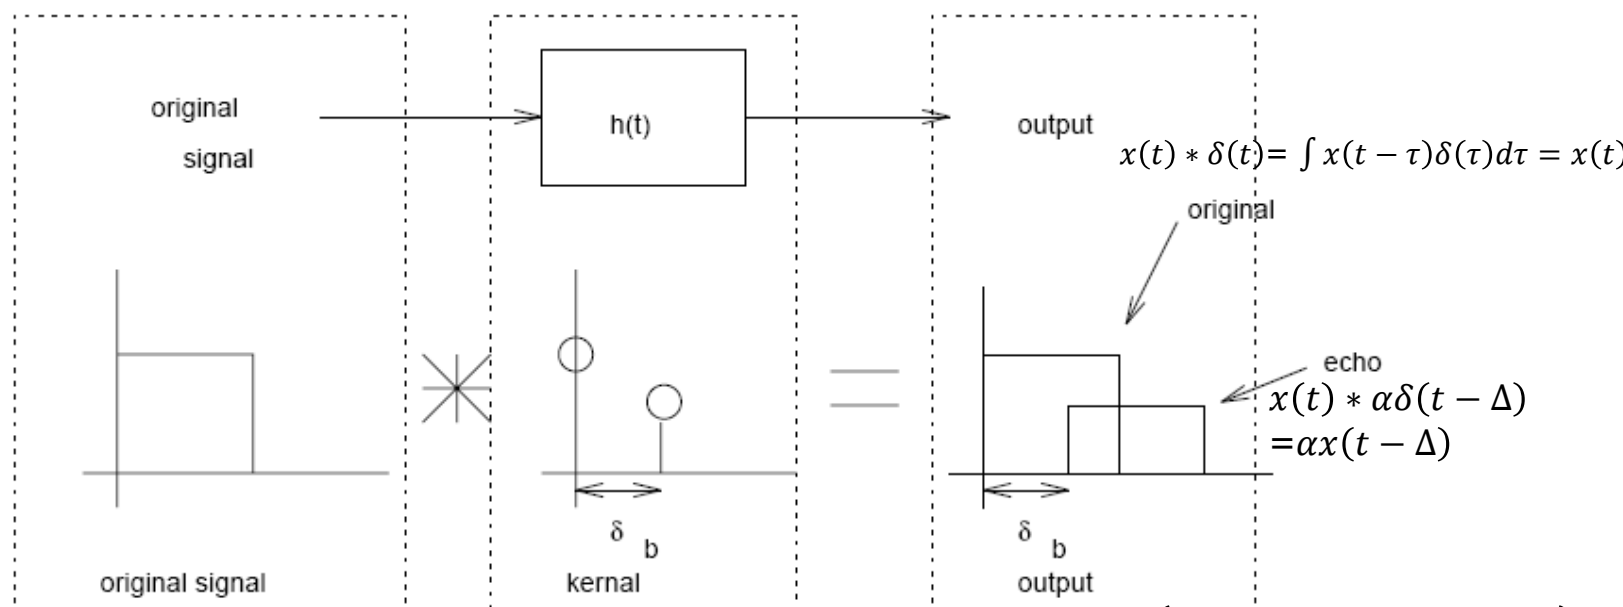 original
signal
h(t)
output
x(t) ∗ δ(t)= ∫ x(t − τ)δ(τ)dτ = x(t)
original
echo
x(t) ∗ αδ(t − Δ)
=αx(t − Δ)
δ b
δ b
original signal
kernal
output